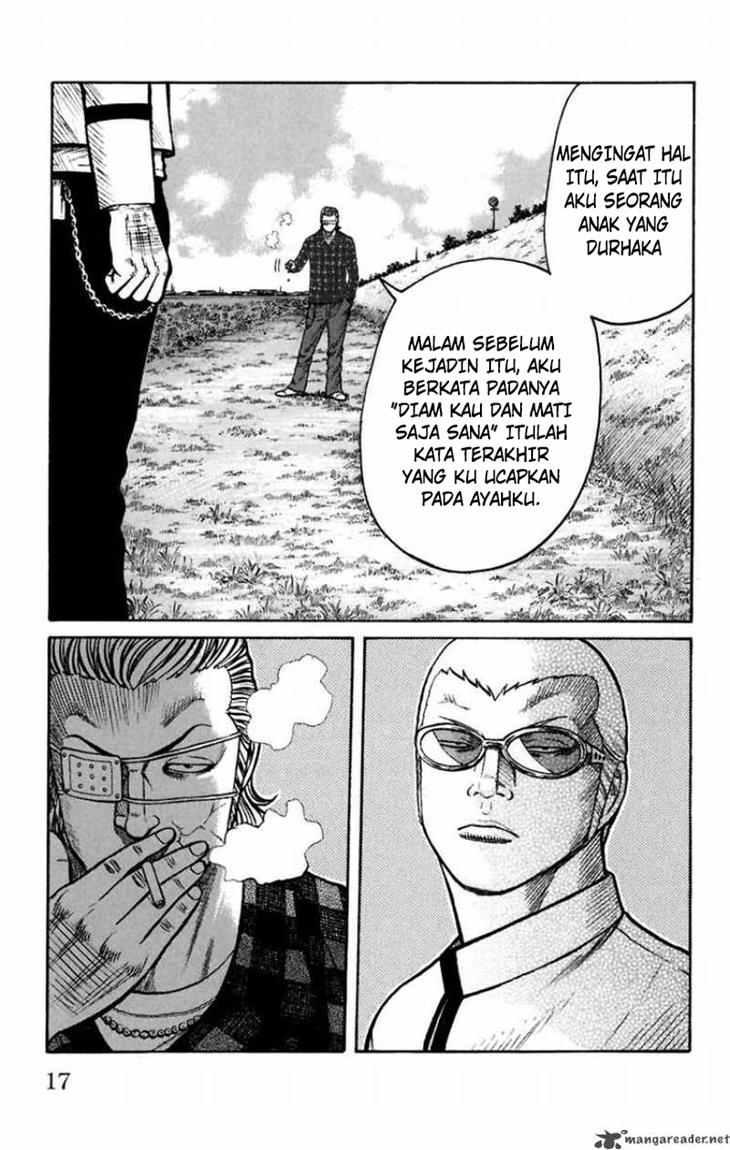 MENGINGAT HAL
ITU, SAAT ITU
AKU SEORANG
ANAK YANG
DURHAKA
MALAM SEBELUM
KEJADIN ITU, AKU
BERKATA PADANYA
"DIAM KAU DAN MATI
SAJA SANA" ITULAH
KATA TERAKHIR
YANG KU UCAPKAN
PADA AYAHKU.
17
mangareader.net